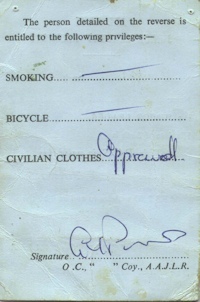 The person detailed on the reverse is
entitled to the following privileges:—
SMOKING
BICYCLE
CIVILIAN CLOTHES Approved
Signature
O.C., " " Coy., A.A.J.L.R.